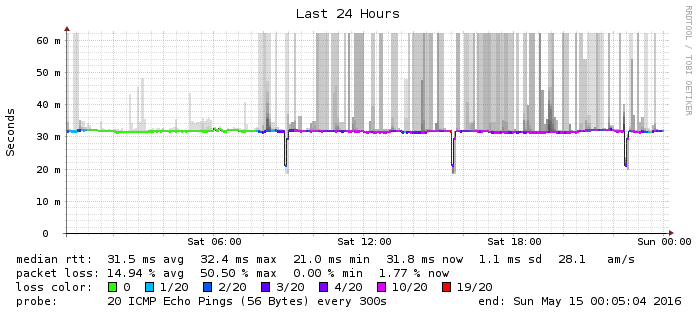 Last 24 Hours
RRDTOOL / TOBI OETIKER
Seconds
60 m
50 m
40 m
30 m
20 m
10 m
0
Sat 06:00 Sat 12:00 Sat 18:00 Sun 00:00
median rtt: 31.5 ms avg 32.4 ms max 21.0 ms min 31.8 ms now 1.1 ms sd 28.1 am/s
packet loss: 14.94 % avg 50.50 % max 0.00 % min 1.77 % now
loss color: 0 1/20 2/20 3/20 4/20 10/20 19/20
probe: 20 ICMP Echo Pings (56 Bytes) every 300s end: Sun May 15 00:05:04 2016